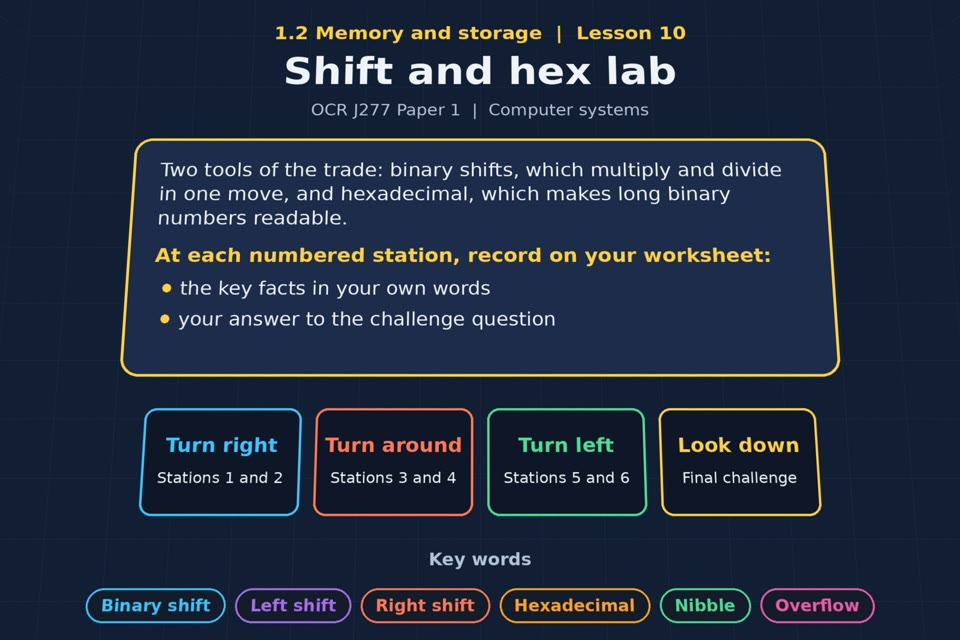 1.2 Memory and storage | Lesson 10
Shift and hex lab
OCR J277 Paper 1 | Computer systems
Two tools of the trade: binary shifts, which multiply and divide
in one move, and hexadecimal, which makes long binary
numbers readable.
At each numbered station, record on your worksheet:
the key facts in your own words
your answer to the challenge question
Turn right
Stations 1 and 2
Turn around
Stations 3 and 4
Turn left
Stations 5 and 6
Look down
Final challenge
Key words
Binary shift
Left shift
Right shift
Hexadecimal
Nibble
Overflow